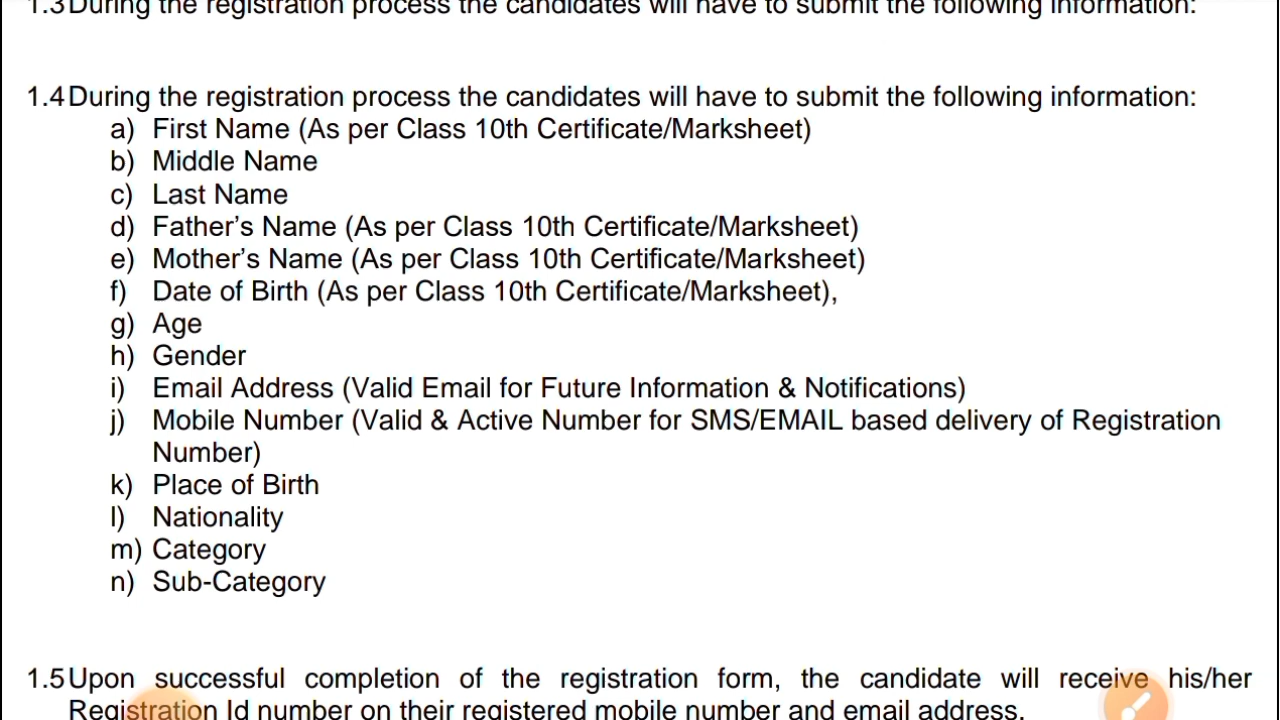 1.3 During the registration process the candidates will have to submit the following information:
1.4 During the registration process the candidates will have to submit the following information:
a) First Name (As per Class 10th Certificate/Marksheet)
b) Middle Name
c) Last Name
d) Father’s Name (As per Class 10th Certificate/Marksheet)
e) Mother’s Name (As per Class 10th Certificate/Marksheet)
f) Date of Birth (As per Class 10th Certificate/Marksheet),
g) Age
h) Gender
i) Email Address (Valid Email for Future Information & Notifications)
j) Mobile Number (Valid & Active Number for SMS/EMAIL based delivery of Registration
Number)
k) Place of Birth
l) Nationality
m) Category
n) Sub-Category
1.5 Upon successful completion of the registration form, the candidate will receive his/her
Registration Id number on their registered mobile number and email address.